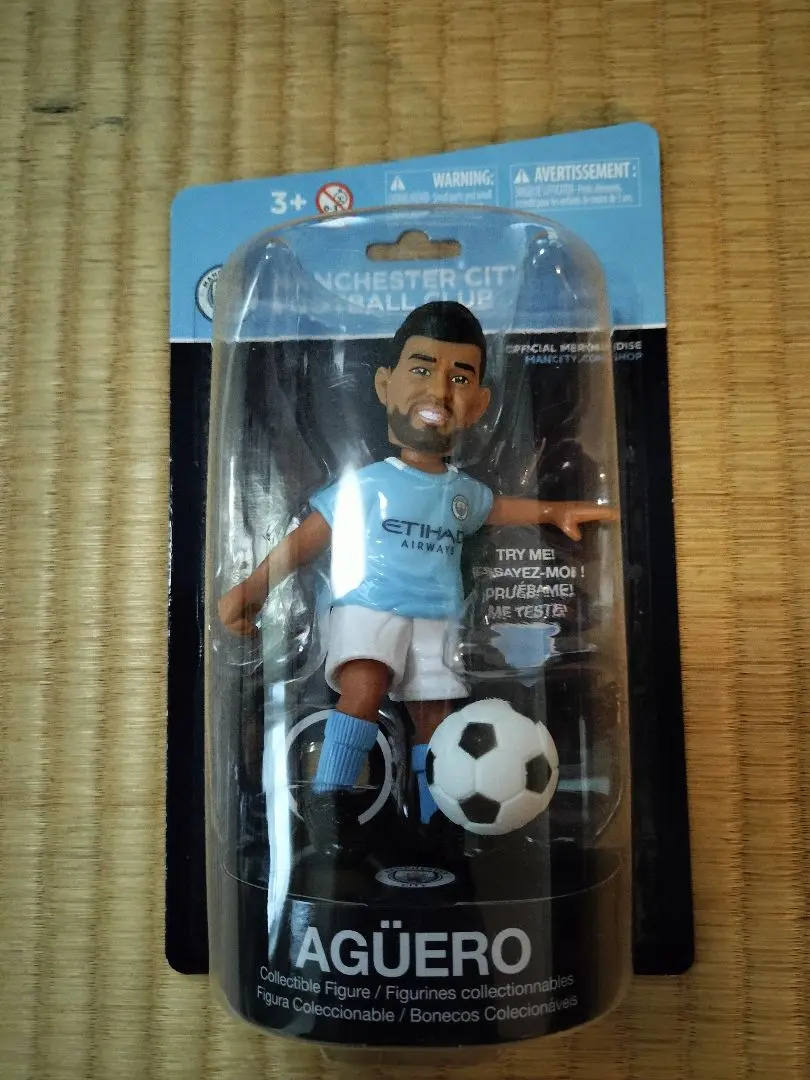 3+
WARNING:
AVERTISSEMENT:
NCHESTER CITY
BALL CLUB
OFFICIAL MERCHANDISE
MANCITY.COM/SHOP
ETIHAD
AIRWAYS
TRY ME!
ESSAYEZ-MOI !
¡PRUÉBAME!
ME TESTE!
AGÜERO
Collectible Figure / Figurines collectionnables
Figura Coleccionable / Bonecos Colecionáveis